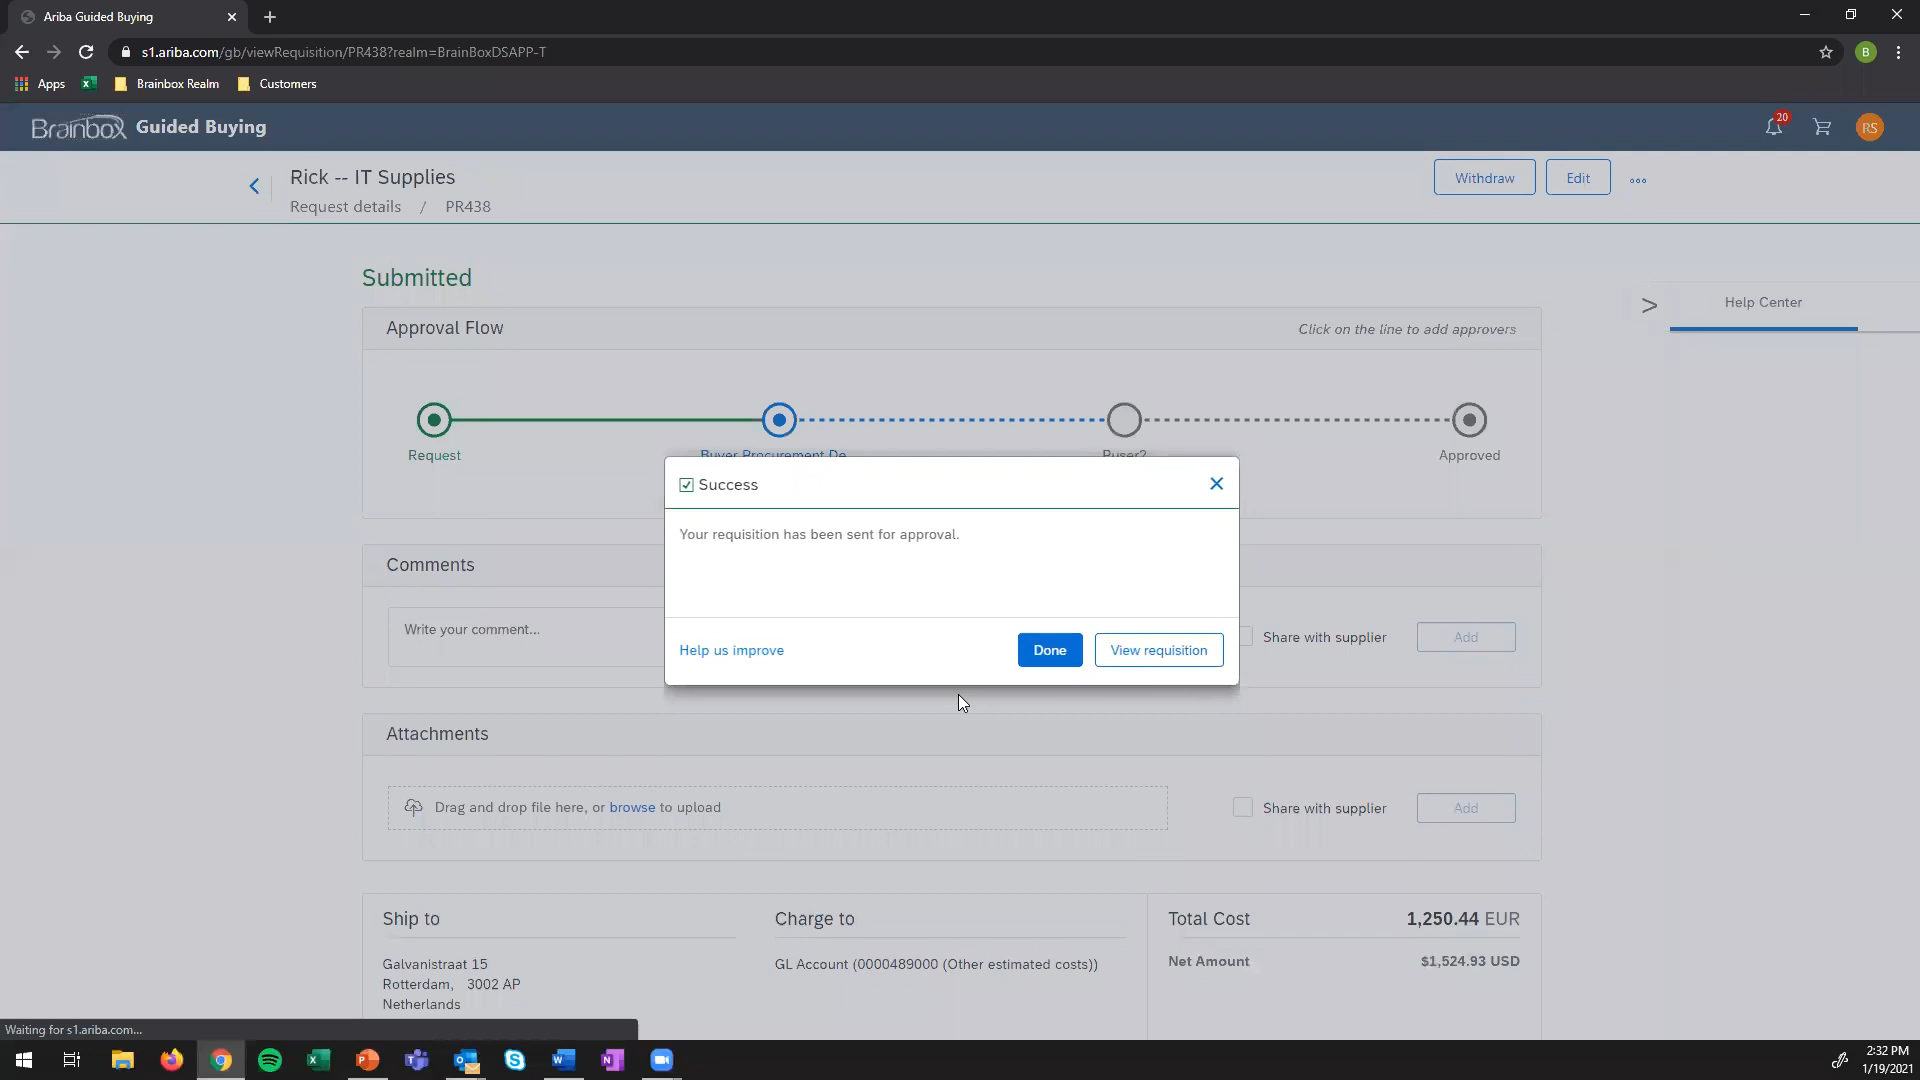 Ariba Guided Buying
s1.ariba.com/gb/viewRequisition/PR438?realm=BrainBoxDSAPP-T
B
Apps
Brainbox Realm
Customers
Brainbox Guided Buying
20
RS
Rick -- IT Supplies
Request details / PR438
Withdraw
Edit
Submitted
Approval Flow
Click on the line to add approvers
Help Center
Request
Buyer Procurement De
Puser2
Approved
Success
Your requisition has been sent for approval.
Help us improve
Done
View requisition
Comments
Write your comment...
Share with supplier
Add
Attachments
Drag and drop file here, or browse to upload
Share with supplier
Add
Ship to
Galvanistraat 15
Rotterdam, 3002 AP
Netherlands
Charge to
GL Account (0000489000 (Other estimated costs))
Total Cost
1,250.44 EUR
Net Amount
$1,524.93 USD
Waiting for s1.ariba.com...
2:32 PM
1/19/2021